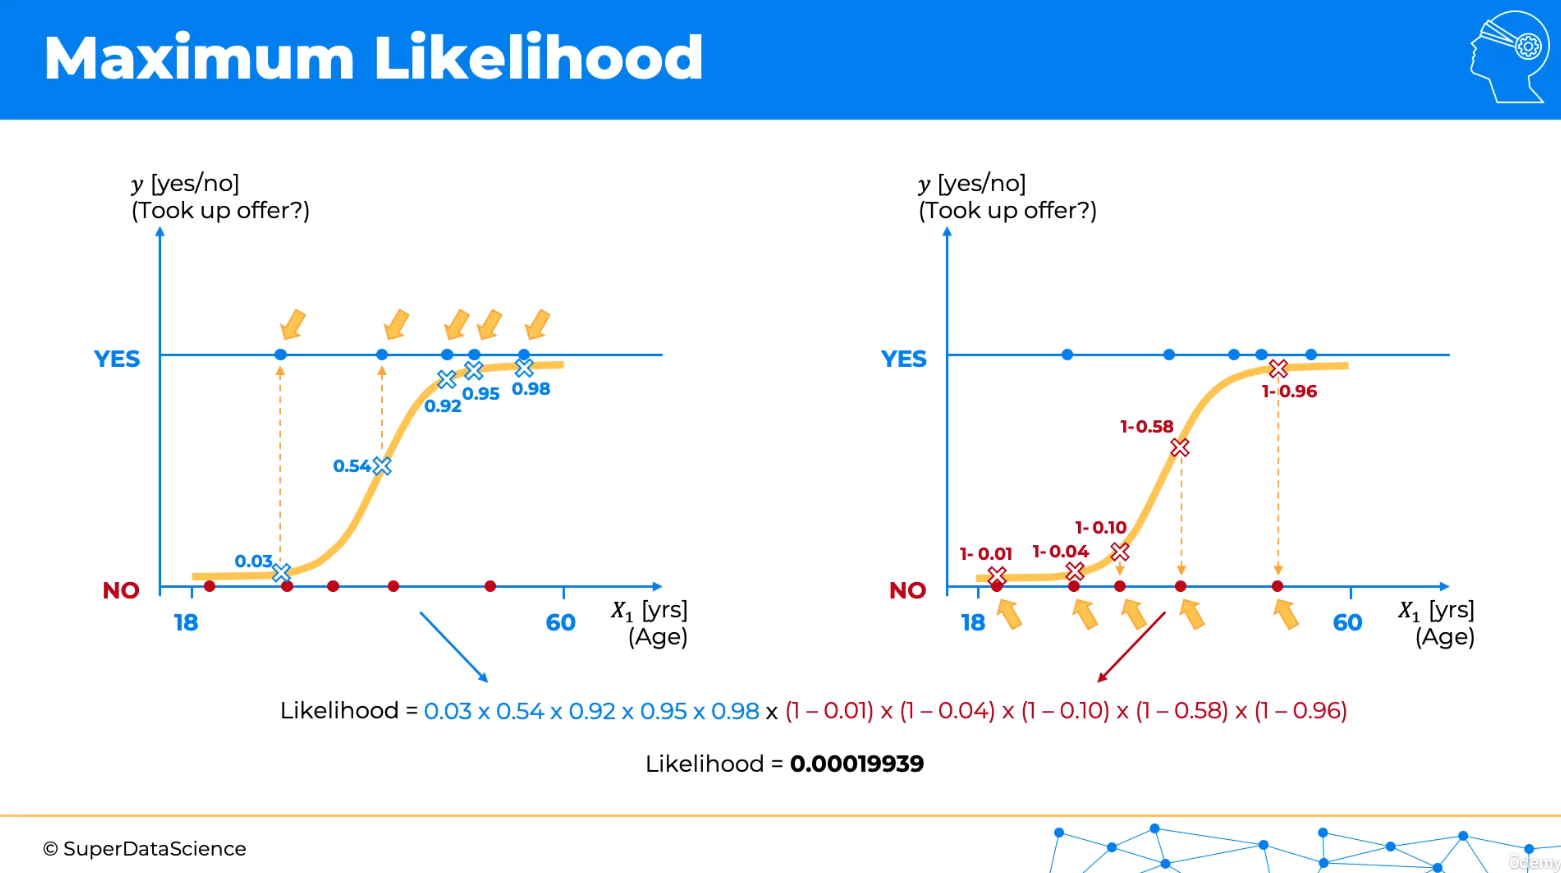 Maximum Likelihood
y [yes/no]
(Took up offer?)
YES
0.03
0.54
0.92
0.95
0.98
NO
18
60
X₁ [yrs]
(Age)
y [yes/no]
(Took up offer?)
YES
1- 0.01
1- 0.04
1- 0.10
1- 0.58
1- 0.96
NO
18
60
X₁ [yrs]
(Age)
Likelihood = 0.03 x 0.54 x 0.92 x 0.95 x 0.98 x (1 – 0.01) x (1 – 0.04) x (1 – 0.10) x (1 – 0.58) x (1 – 0.96)
Likelihood = 0.00019939
© SuperDataScience
ûdemy